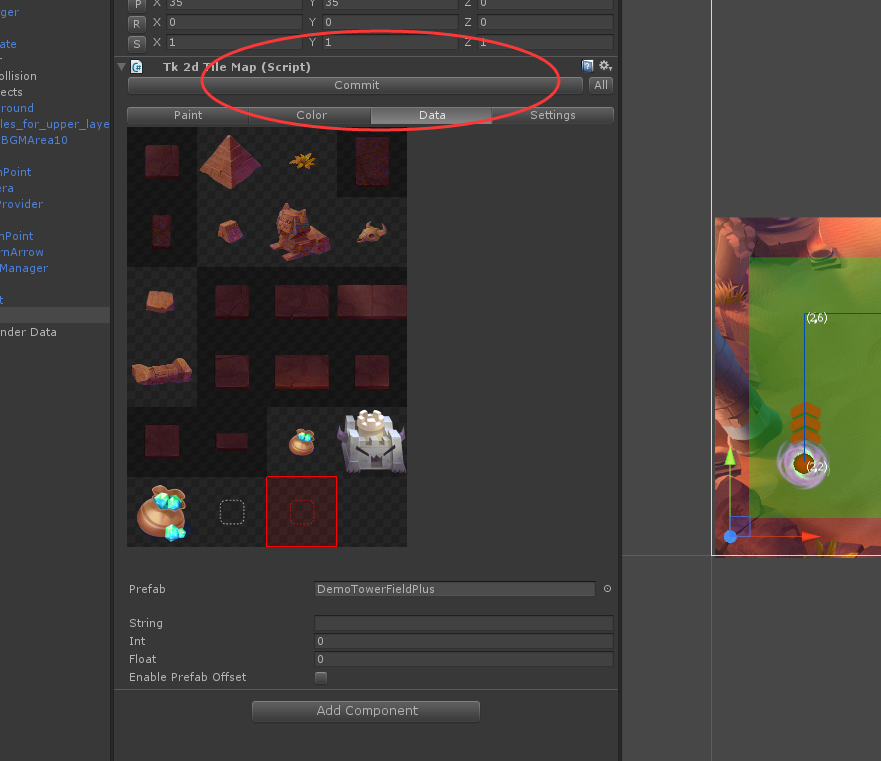 ger
P X 35 Y 35 Z 0
R X 0 Y 0 Z 0
ate S X 1 Y 1 Z 1
r
ollision Tk 2d Tile Map (Script)
ects Commit All
round Paint Color Data Settings
les_for_upper_laye
BGMArea10
nPoint
era
Provider
nPoint
rnArrow
Manager
t
nder Data
(2,6)
(2,2)
Prefab DemoTowerFieldPlus
String
Int 0
Float 0
Enable Prefab Offset
Add Component